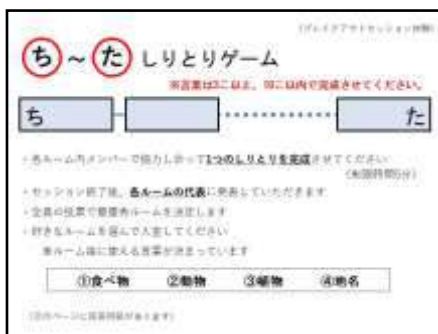 (ブレイクアウトセッション体験)
ち～た しりとりゲーム
※言葉は3こ以上、10こ以内で完成させてください。
ち た
・各ルーム内メンバーで協力し合って1つのしりとりを完成させてください
(制限時間5分)
・セッション終了後、各ルームの代表に発表していただきます
・全員の投票で最優秀ルームを決定します
・好きなルームを選んで入室してください
※ルーム毎に使える言葉が決まっています
①食べ物 ②動物 ③植物 ④地名